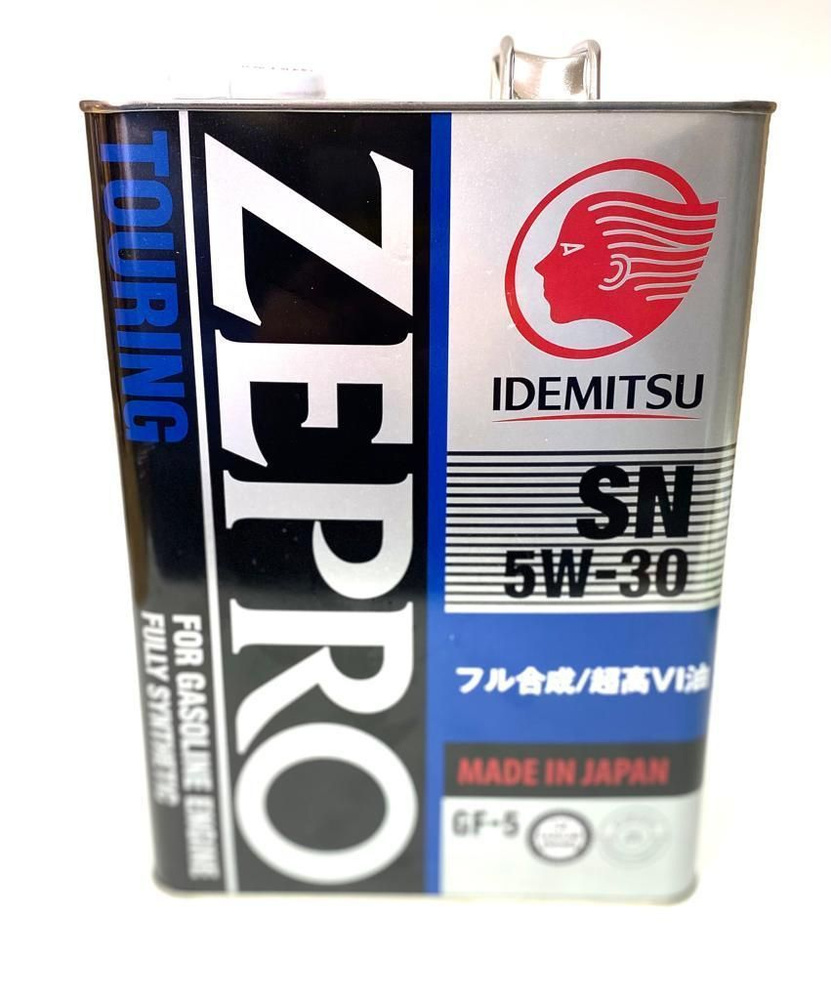 TOURING
ZEPRO
FOR GASOLINE ENGINE
FULLY SYNTHETIC
IDEMITSU
SN
5W-30
フル合成/超高VI油
MADE IN JAPAN
GF-5